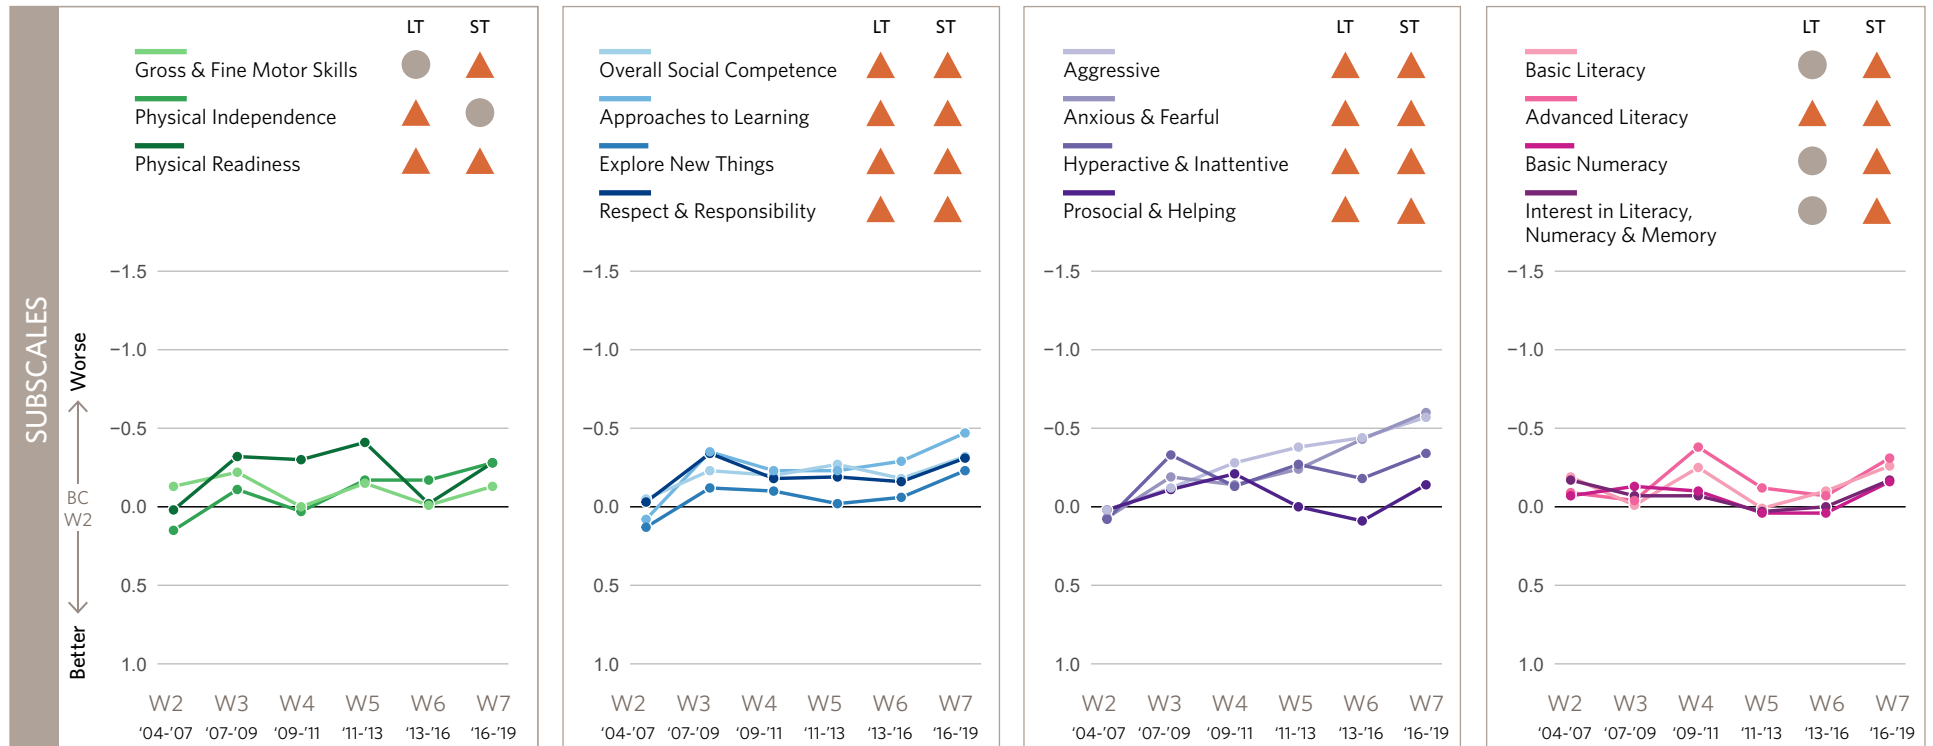 SUBSCALES
Worse
BC
W2
Better
LT ST
Gross & Fine Motor Skills
Physical Independence
Physical Readiness
−1.5
−1.0
−0.5
0.0
0.5
1.0
W2 W3 W4 W5 W6 W7
‘04-’07 ‘07-’09 ‘09-’11 ‘11-’13 ‘13-’16 ‘16-’19
LT ST
Overall Social Competence
Approaches to Learning
Explore New Things
Respect & Responsibility
−1.5
−1.0
−0.5
0.0
0.5
1.0
W2 W3 W4 W5 W6 W7
‘04-’07 ‘07-’09 ‘09-’11 ‘11-’13 ‘13-’16 ‘16-’19
LT ST
Aggressive
Anxious & Fearful
Hyperactive & Inattentive
Prosocial & Helping
−1.5
−1.0
−0.5
0.0
0.5
1.0
W2 W3 W4 W5 W6 W7
‘04-’07 ‘07-’09 ‘09-’11 ‘11-’13 ‘13-’16 ‘16-’19
LT ST
Basic Literacy
Advanced Literacy
Basic Numeracy
Interest in Literacy,
Numeracy & Memory
−1.5
−1.0
−0.5
0.0
0.5
1.0
W2 W3 W4 W5 W6 W7
‘04-’07 ‘07-’09 ‘09-’11 ‘11-’13 ‘13-’16 ‘16-’19